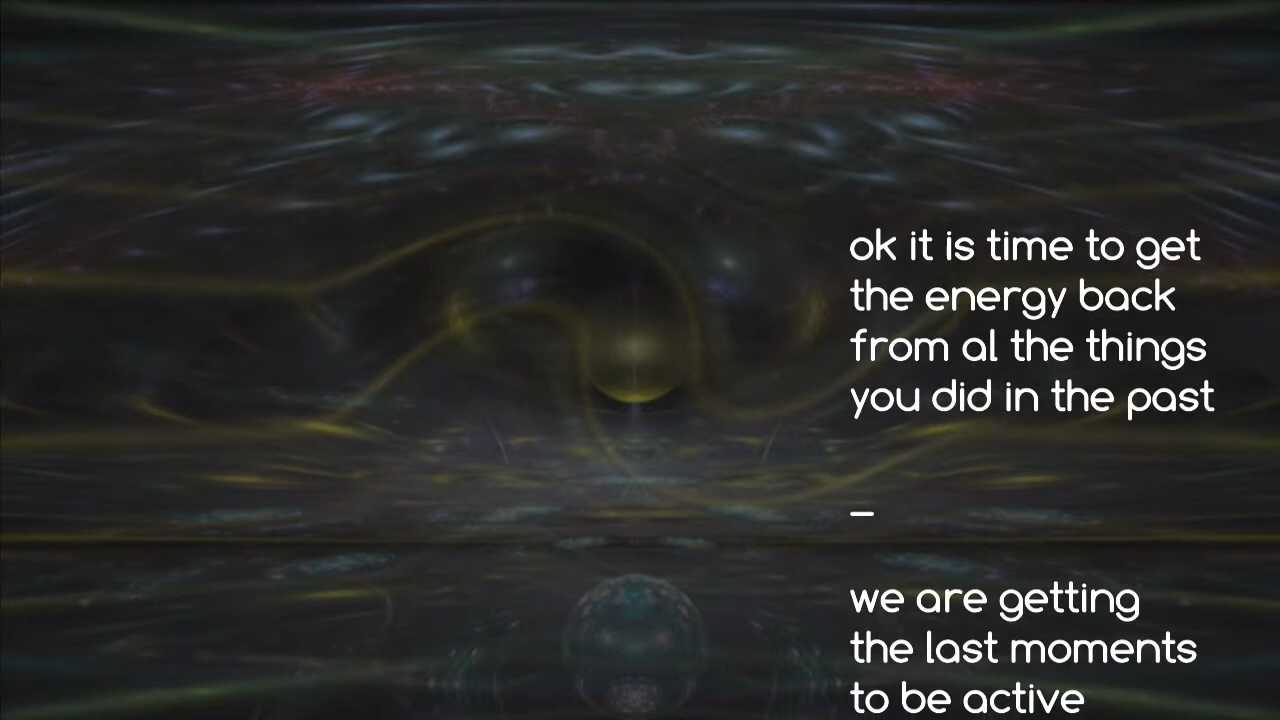 ok it is time to get
the energy back
from al the things
you did in the past
–
we are getting
the last moments
to be active